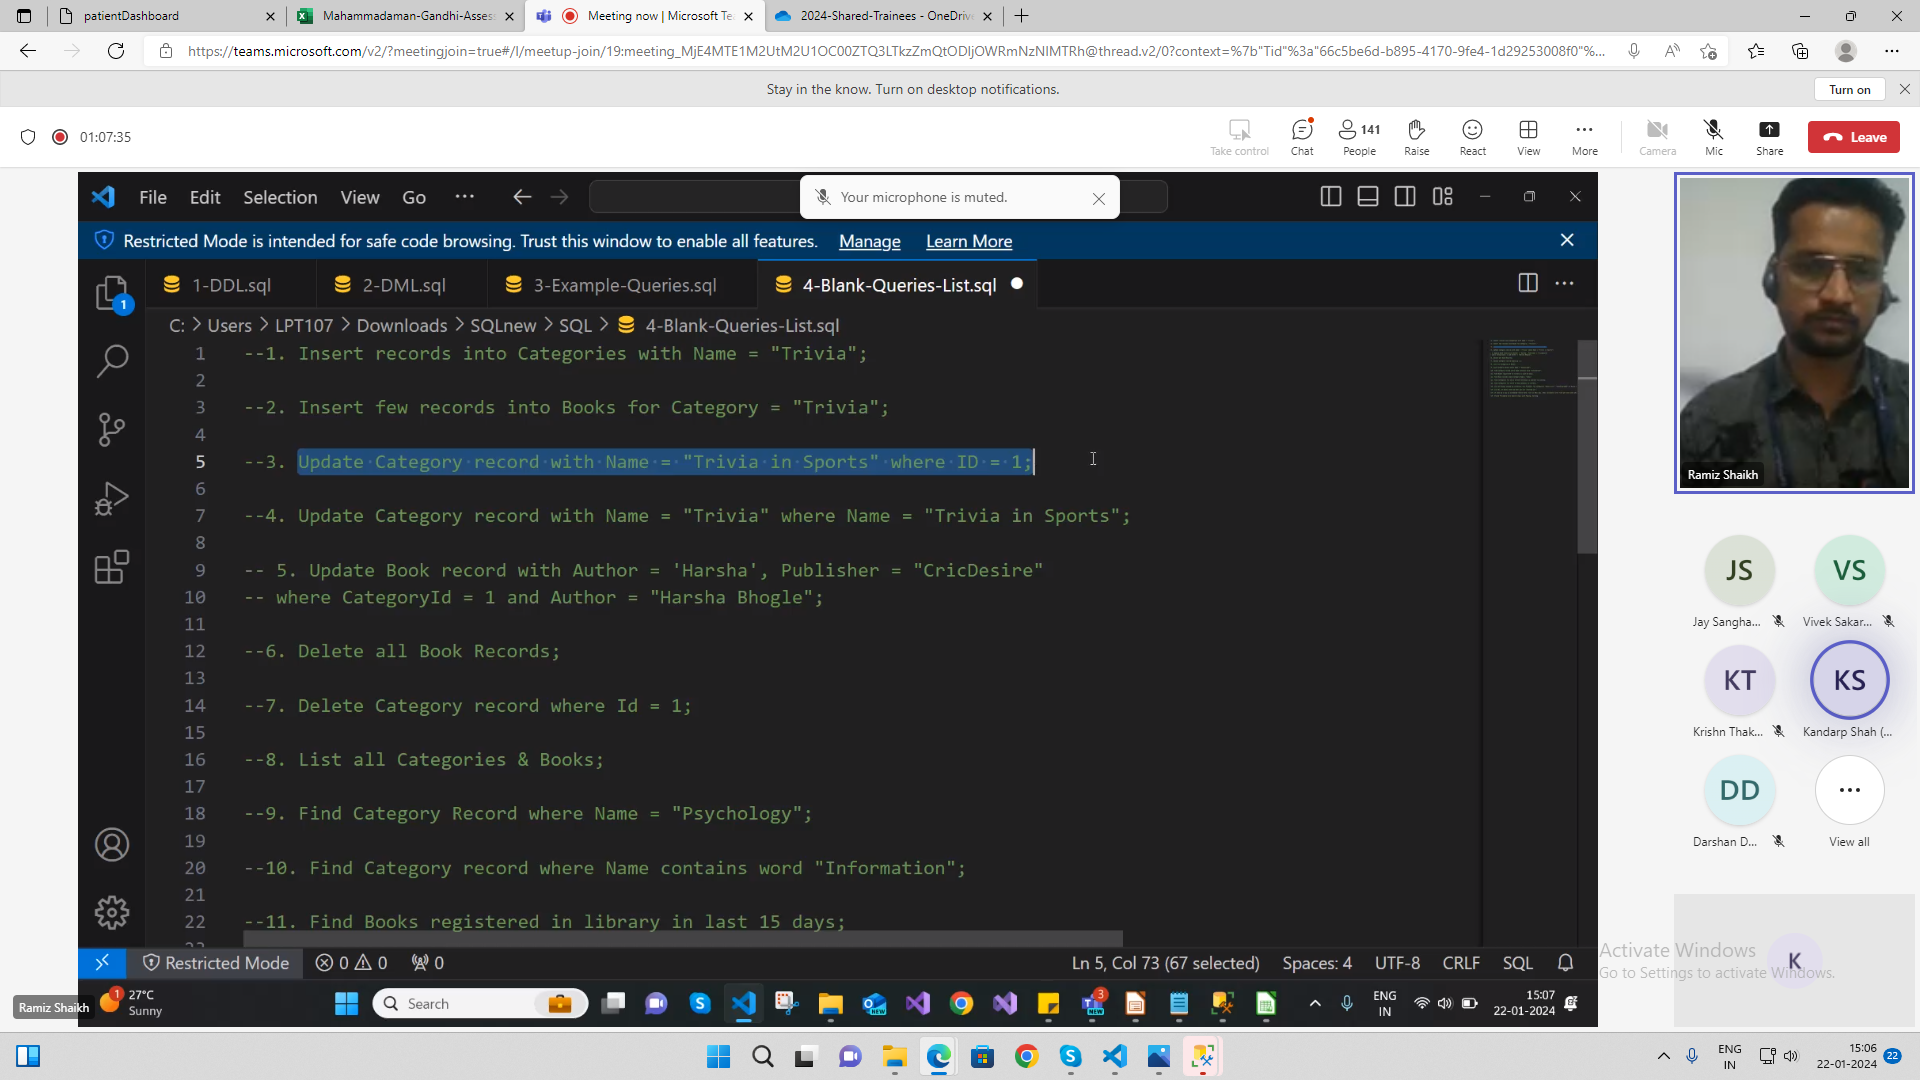 patientDashboard
Mahammadaman-Gandhi-Asses
Meeting now | Microsoft Te
2024-Shared-Trainees - OneDriv
https://teams.microsoft.com/v2/?meetingjoin=true#/l/meetup-join/19:meeting_MjE4MTE1M2UtM2U1OC00ZTQ3LTkzZmQtODljOWRmNzNlMTRh@thread.v2/0?context=%7b"Tid"%3a"66c5be6d-b895-4170-9fe4-1d29253008f0"%...
Stay in the know. Turn on desktop notifications.
Turn on
01:07:35
Take control
Chat
141
People
Raise
React
View
More
Camera
Mic
Share
Leave
File Edit Selection View Go ...
Your microphone is muted.
Restricted Mode is intended for safe code browsing. Trust this window to enable all features. Manage Learn More
1
1-DDL.sql
2-DML.sql
3-Example-Queries.sql
4-Blank-Queries-List.sql
C: > Users > LPT107 > Downloads > SQLnew > SQL > 4-Blank-Queries-List.sql
1 --1. Insert records into Categories with Name = "Trivia";
2
3 --2. Insert few records into Books for Category = "Trivia";
4
5 --3. Update Category record with Name = "Trivia in Sports" where ID = 1;
6
7 --4. Update Category record with Name = "Trivia" where Name = "Trivia in Sports";
8
9 -- 5. Update Book record with Author = 'Harsha', Publisher = "CricDesire"
10 -- where CategoryId = 1 and Author = "Harsha Bhogle";
11
12 --6. Delete all Book Records;
13
14 --7. Delete Category record where Id = 1;
15
16 --8. List all Categories & Books;
17
18 --9. Find Category Record where Name = "Psychology";
19
20 --10. Find Category record where Name contains word "Information";
21
22 --11. Find Books registered in library in last 15 days;
23
Restricted Mode 0 0 0
Ln 5, Col 73 (67 selected) Spaces: 4 UTF-8 CRLF SQL
Ramiz Shaikh
JS
VS
Jay Sangha...
Vivek Sakar...
KT
KS
Krishn Thak...
Kandarp Shah (...
DD
Darshan D...
View all
K
Activate Windows
Go to Settings to activate Windows.
Ramiz Shaikh
1
27°C
Sunny
Search
NEW
3
NEW
ENG
IN
15:07
22-01-2024
ENG
IN
15:06
22-01-2024
22